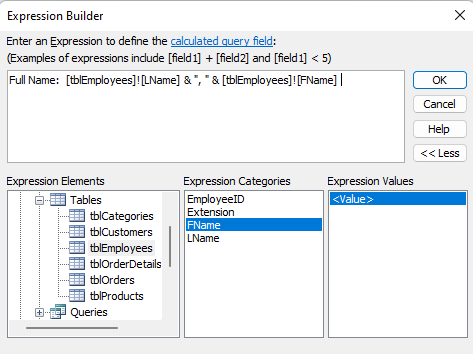 Expression Builder
Enter an Expression to define the calculated query field:
(Examples of expressions include [field1] + [field2] and [field1] < 5)
Full Name:  [tblEmployees]![LName] & ", " & [tblEmployees]![FName]
OK
Cancel
Help
<< Less
Expression Elements
Tables
tblCategories
tblCustomers
tblEmployees
tblOrderDetails
tblOrders
tblProducts
Queries
Expression Categories
EmployeeID
Extension
FName
LName
Expression Values
<Value>